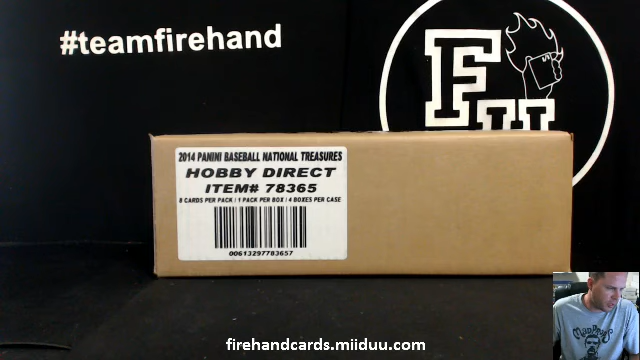 #teamfirehand
FH
2014 PANINI BASEBALL NATIONAL TREASURES
HOBBY DIRECT
ITEM# 78365
8 CARDS PER PACK / 1 PACK PER BOX / 4 BOXES PER CASE
00613297783657
firehandcards.miiduu.com